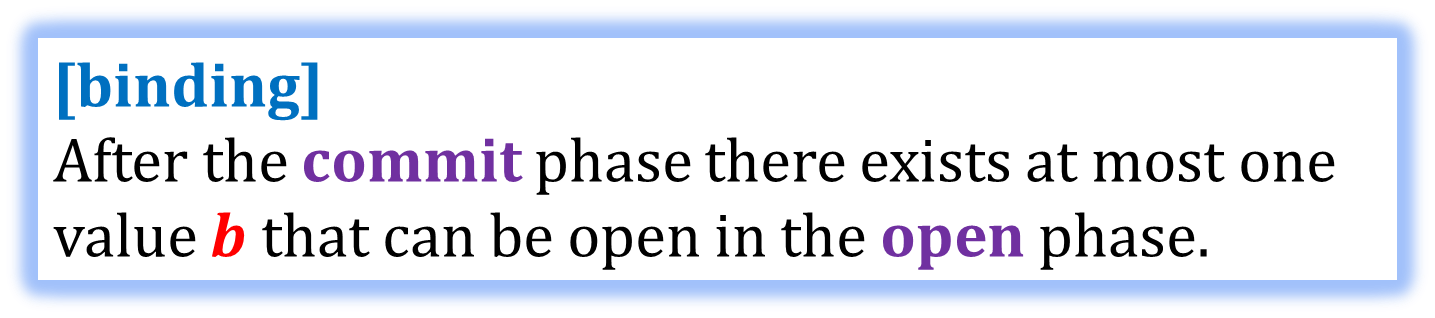 [binding]
After the commit phase there exists at most one
value b that can be open in the open phase.